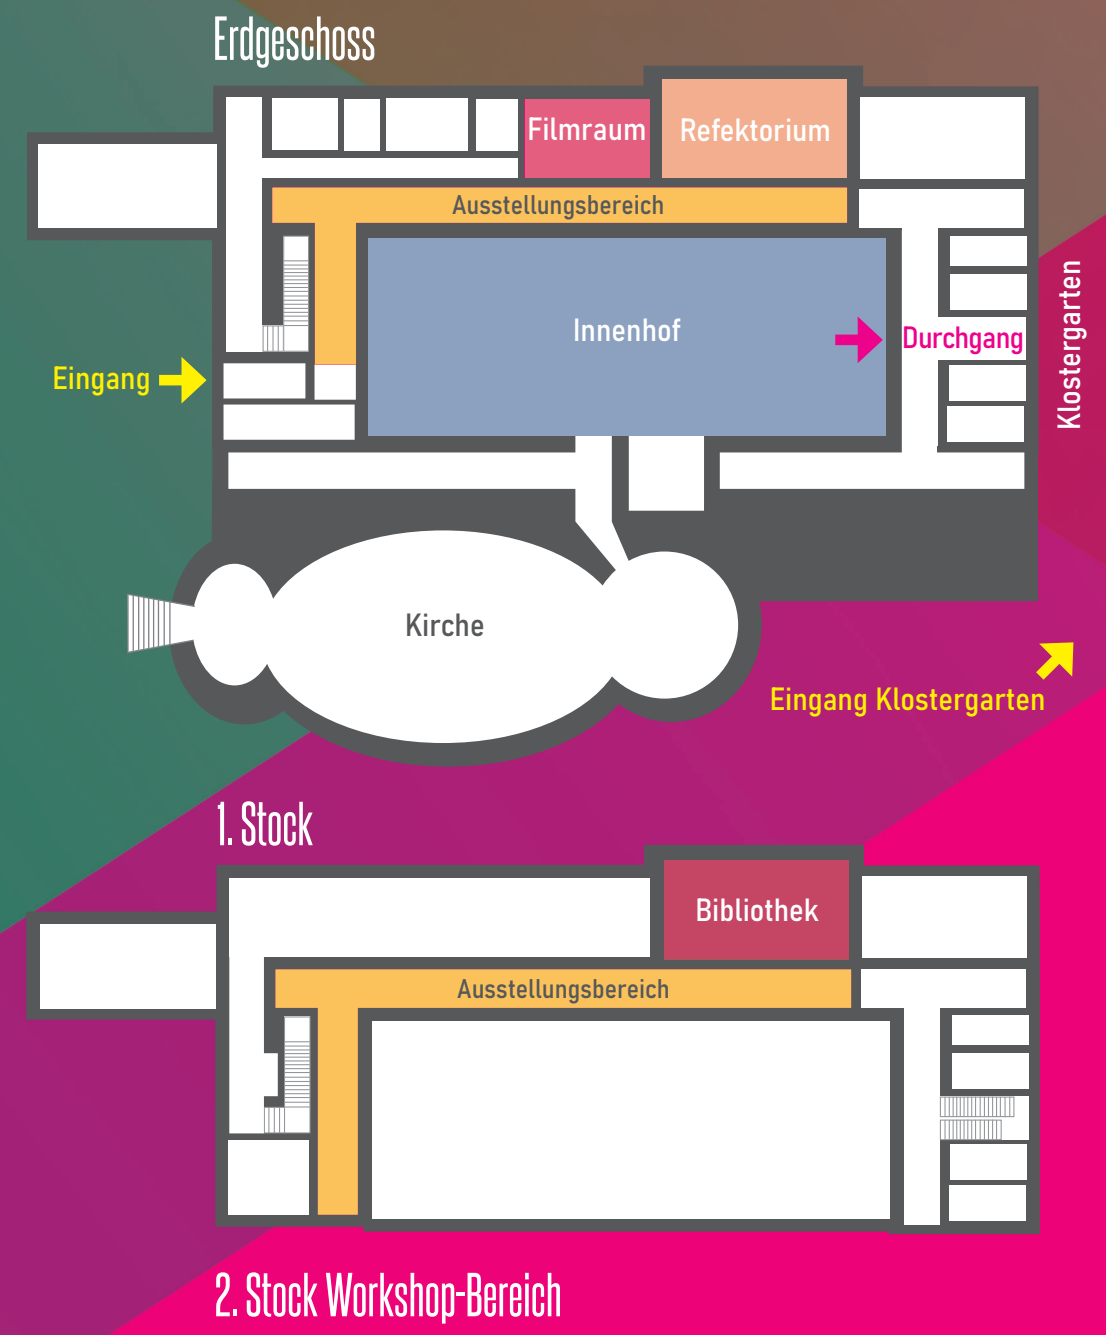 Erdgeschoss
Filmraum
Refektorium
Ausstellungsbereich
Innenhof
Durchgang
Klostergarten
Eingang
Kirche
Eingang Klostergarten
1. Stock
Bibliothek
Ausstellungsbereich
2. Stock Workshop-Bereich